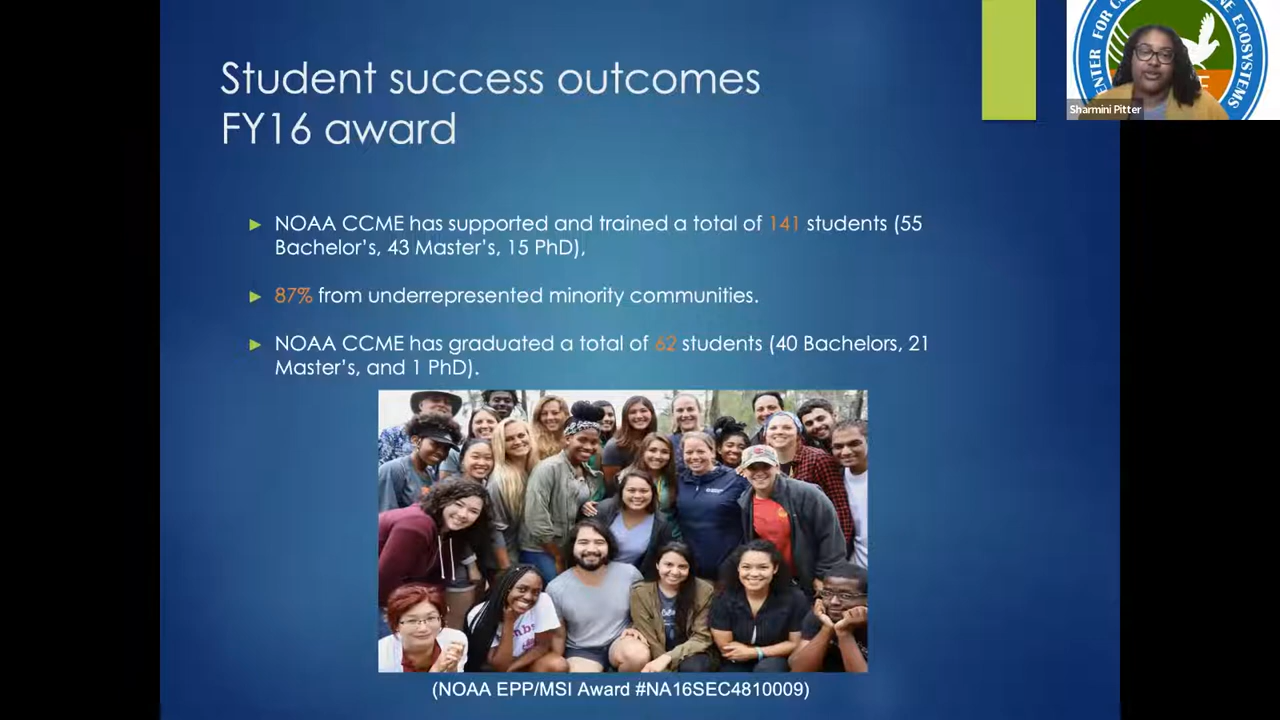 Student success outcomes
FY16 award
NOAA CCME has supported and trained a total of 141 students (55
Bachelor's, 43 Master's, 15 PhD),
87% from underrepresented minority communities.
NOAA CCME has graduated a total of 62 students (40 Bachelors, 21
Master's, and 1 PhD).
(NOAA EPP/MSI Award #NA16SEC4810009)
ECOSYSTEMS
Sharmini Pitter